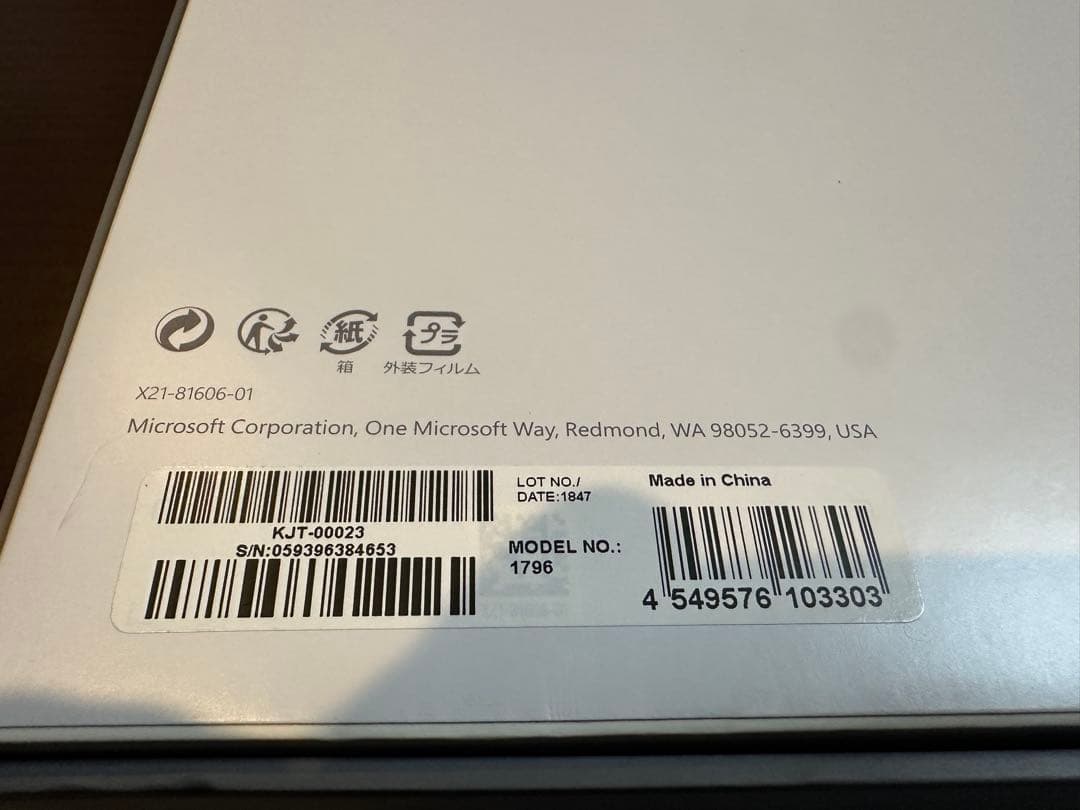 紙 プラ
箱 外装フィルム
X21-81606-01
Microsoft Corporation, One Microsoft Way, Redmond, WA 98052-6399, USA
KJT-00023
S/N:059396384653
LOT NO./
DATE:1847
MODEL NO.:
1796
Made in China
4 549576 103303